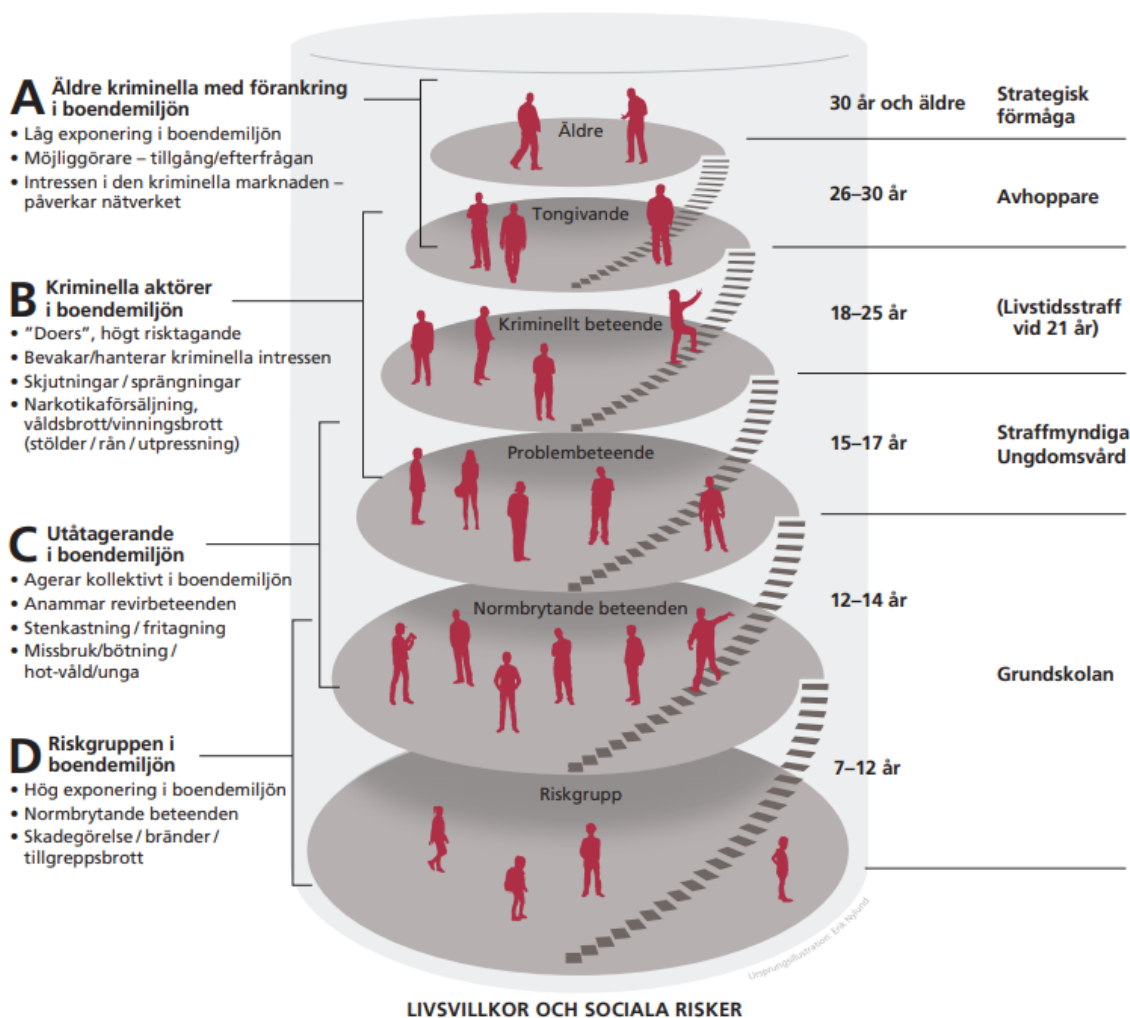 A Äldre kriminella med förankring
i boendemiljön
• Låg exponering i boendemiljön
• Möjliggörare – tillgång/efterfrågan
• Intressen i den kriminella marknaden –
påverkar nätverket
B Kriminella aktörer
i boendemiljön
• ”Doers”, högt risktagande
• Bevakar/hanterar kriminella intressen
• Skjutningar / sprängningar
• Narkotikaförsäljning,
våldsbrott/vinningsbrott
(stölder / rån / utpressning)
C Utåtagerande
i boendemiljön
• Agerar kollektivt i boendemiljön
• Anammar revirbeteenden
• Stenkastning / fritagning
• Missbruk/bötning /
hot-våld/unga
D Riskgruppen i
boendemiljön
• Hög exponering i boendemiljön
• Normbrytande beteenden
• Skadegörelse / bränder /
tillgreppsbrott
Äldre
Tongivande
Kriminellt beteende
Problembeteende
Normbrytande beteenden
Riskgrupp
30 år och äldre
Strategisk
förmåga
26–30 år
Avhoppare
18–25 år
(Livstidsstraff
vid 21 år)
15–17 år
Straffmyndiga
Ungdomsvård
12–14 år
Grundskolan
7–12 år
Ursprungsillustration: Erik Nylund
LIVSVILLKOR OCH SOCIALA RISKER